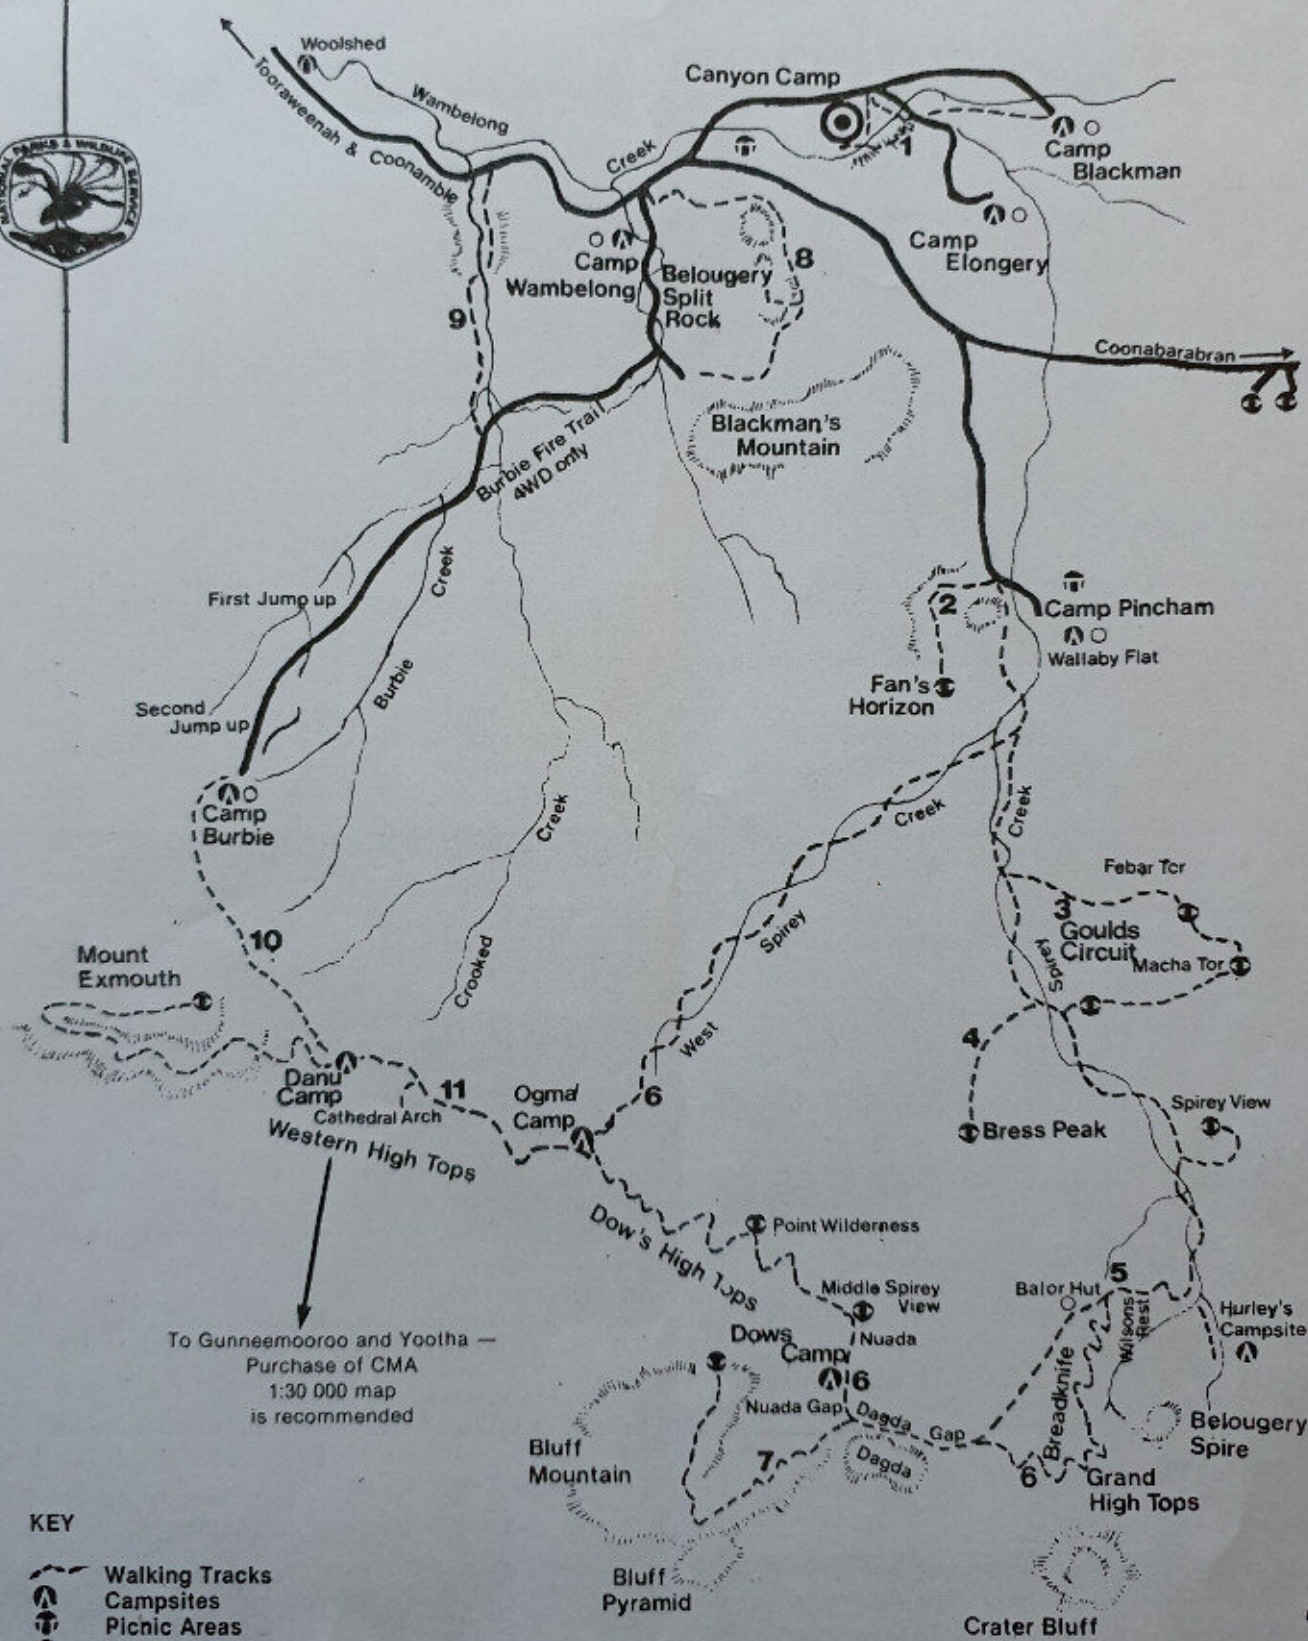 NATIONAL PARKS & WILDLIFE SERVICE
Woolshed
Tooraweenah & Coonamble
Wambelong
Creek
Canyon Camp
1
Camp
Blackman
Camp
Elongery
Camp
Wambelong
Belougery
Split
Rock
8
9
Coonabarabran
Blackman's
Mountain
Burbie Fire Trail
4WD only
First Jump up
Creek
Burbie
Second
Jump up
2
Camp Pincham
Wallaby Flat
Fan's
Horizon
Camp
Burbie
Creek
Crooked
Creek
Spirey
West
Creek
Spirey
Febar Tor
3
Goulds
Circuit
Macha Tor
10
Mount
Exmouth
4
Danu
Camp
11
Cathedral Arch
Western High Tops
Ogma
Camp
6
Bress Peak
Spirey View
Dow's High Tops
Point Wilderness
Middle Spirey
View
Nuada
Dows
Camp
6
Nuada Gap
Dagda
Gap
Dagda
Balor Hut
5
Wilsons
Rest
Hurley's
Campsite
Breadknife
Belougery
Spire
6
Grand
High Tops
To Gunneemooroo and Yootha —
Purchase of CMA
1:30 000 map
is recommended
Bluff
Mountain
7
Bluff
Pyramid
Crater Bluff
KEY
Walking Tracks
Campsites
Picnic Areas